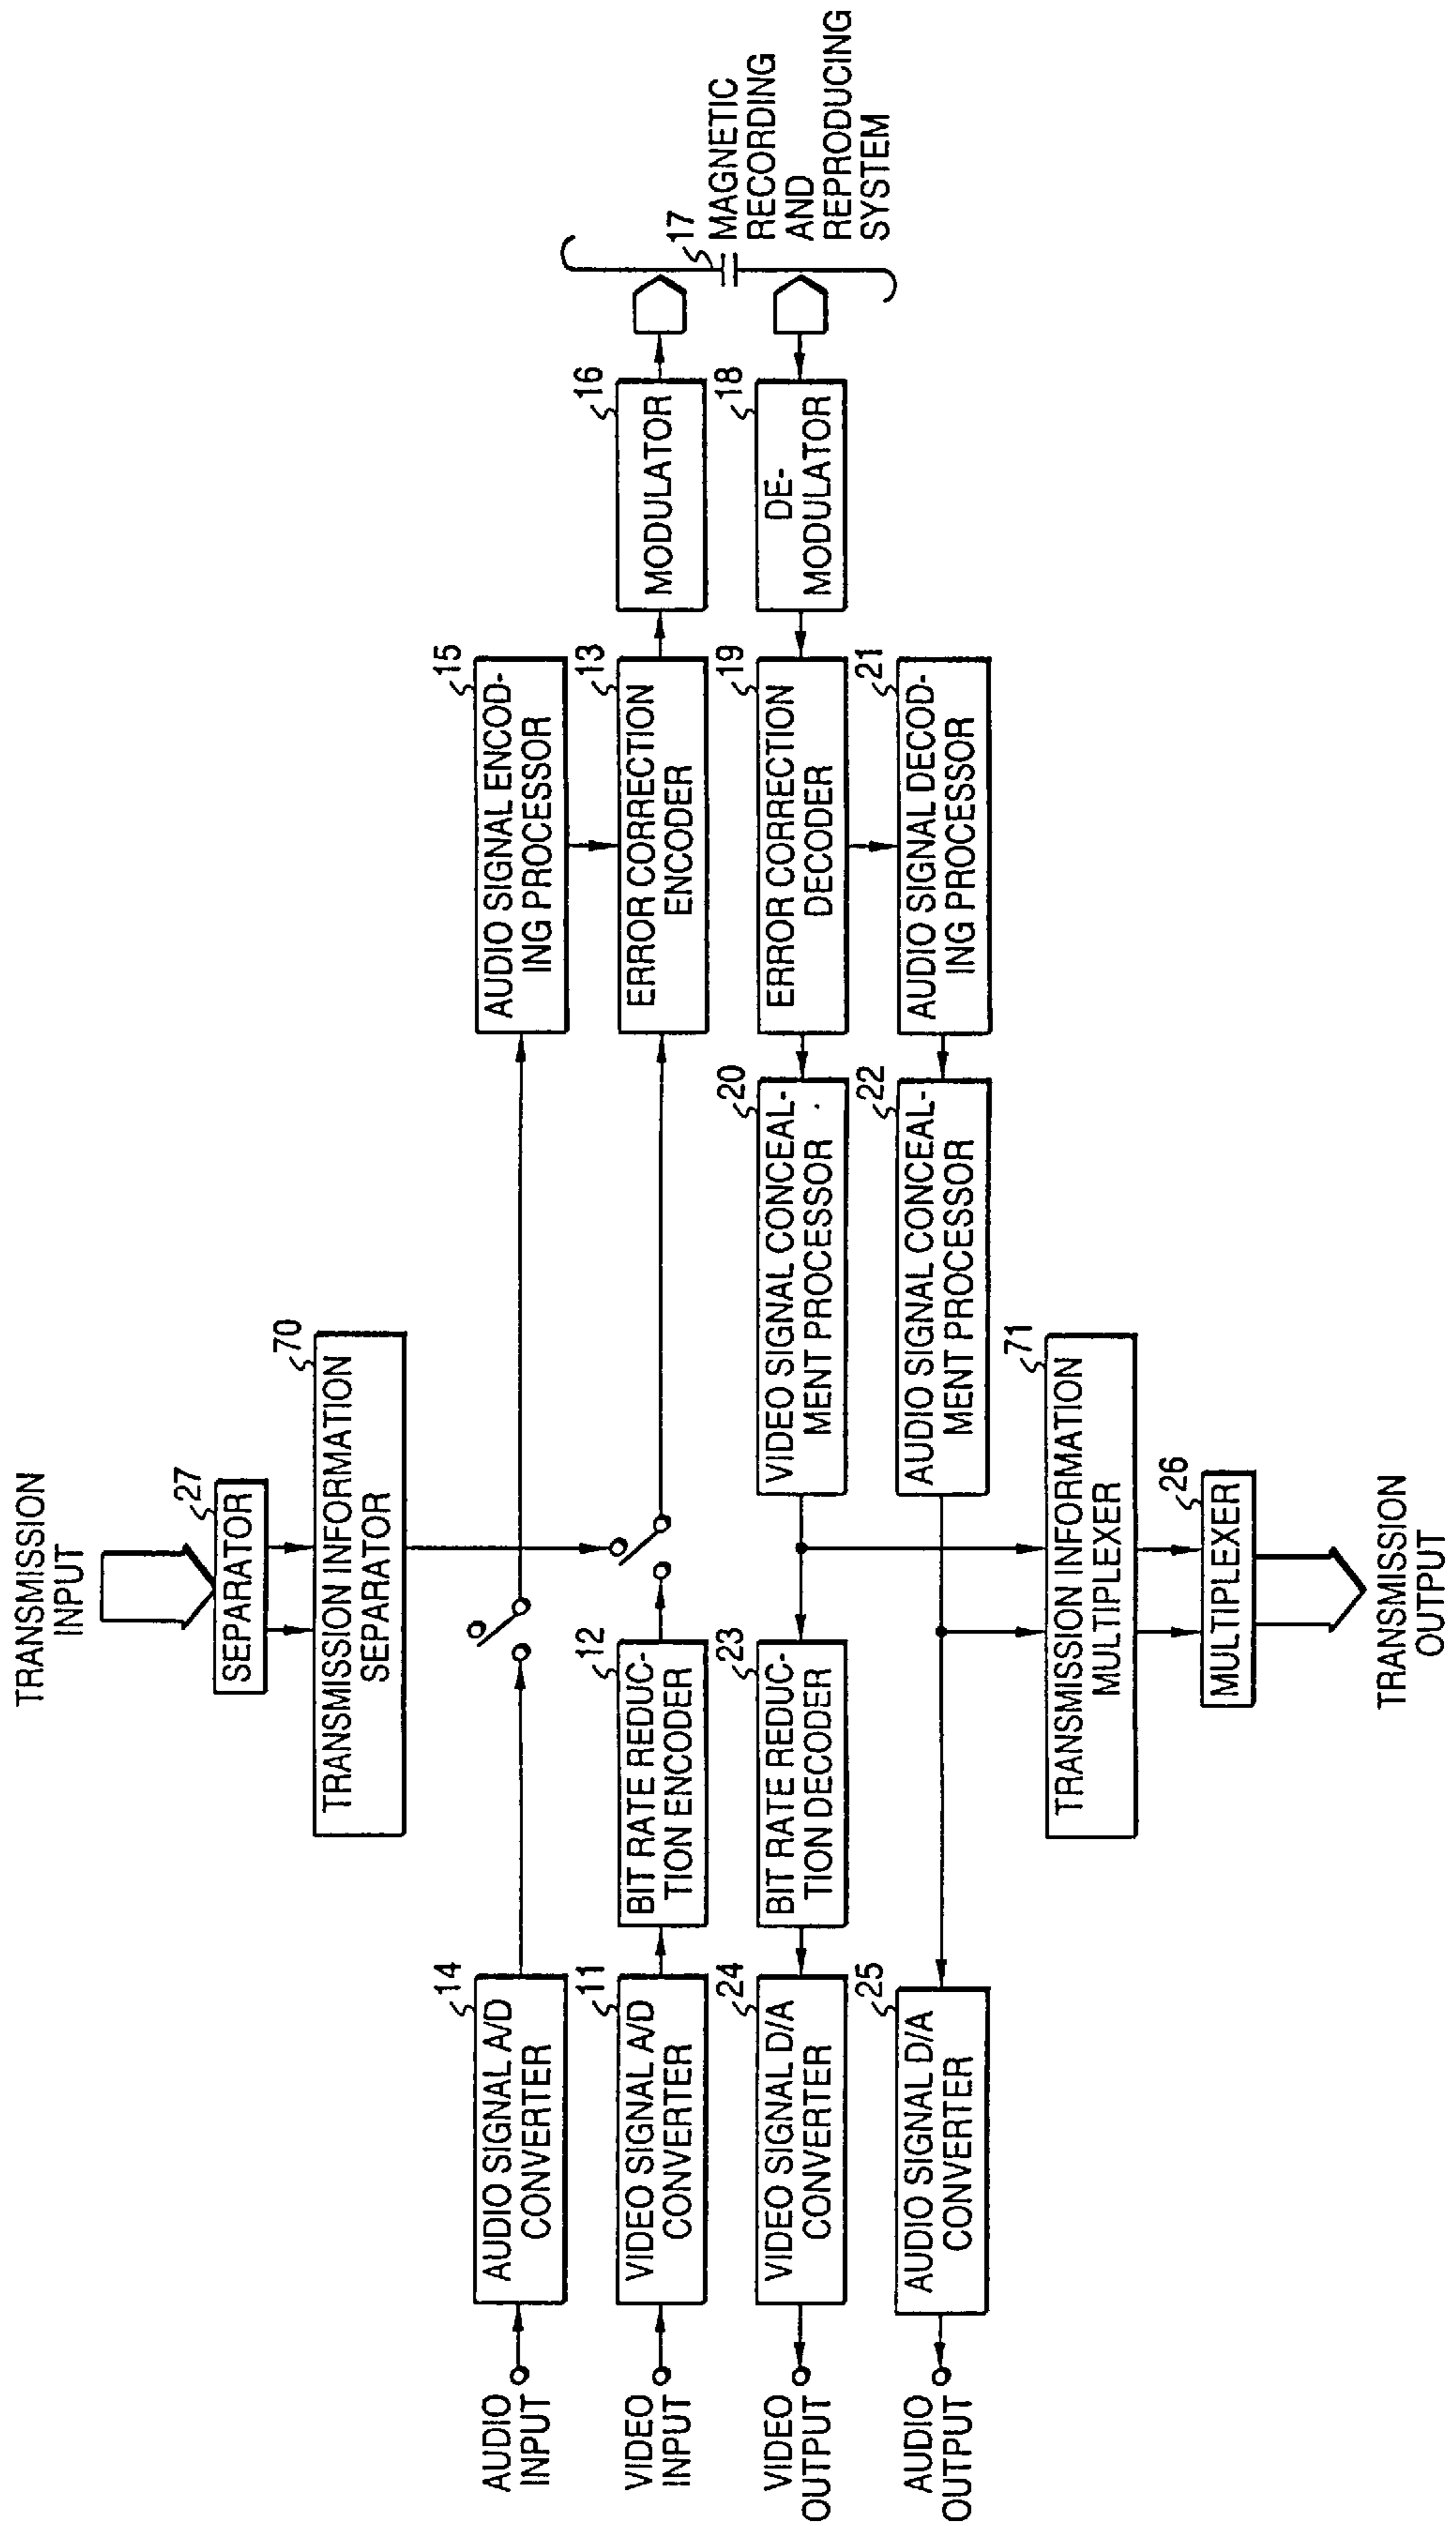 TRANSMISSION
INPUT
27
SEPARATOR
70
TRANSMISSION INFORMATION
SEPARATOR
AUDIO
INPUT
14
AUDIO SIGNAL A/D
CONVERTER
15
AUDIO SIGNAL ENCOD-
ING PROCESSOR
VIDEO
INPUT
11
VIDEO SIGNAL A/D
CONVERTER
12
BIT RATE REDUC-
TION ENCODER
13
ERROR CORRECTION
ENCODER
16
MODULATOR
17
MAGNETIC
RECORDING
AND
REPRODUCING
SYSTEM
VIDEO
OUTPUT
24
VIDEO SIGNAL D/A
CONVERTER
23
BIT RATE REDUC-
TION DECODER
20
VIDEO SIGNAL CONCEAL-
MENT PROCESSOR
19
ERROR CORRECTION
DECODER
18
DE-
MODULATOR
AUDIO
OUTPUT
25
AUDIO SIGNAL D/A
CONVERTER
22
AUDIO SIGNAL CONCEAL-
MENT PROCESSOR
21
AUDIO SIGNAL DECOD-
ING PROCESSOR
71
TRANSMISSION INFORMATION
MULTIPLEXER
26
MULTIPLEXER
TRANSMISSION
OUTPUT